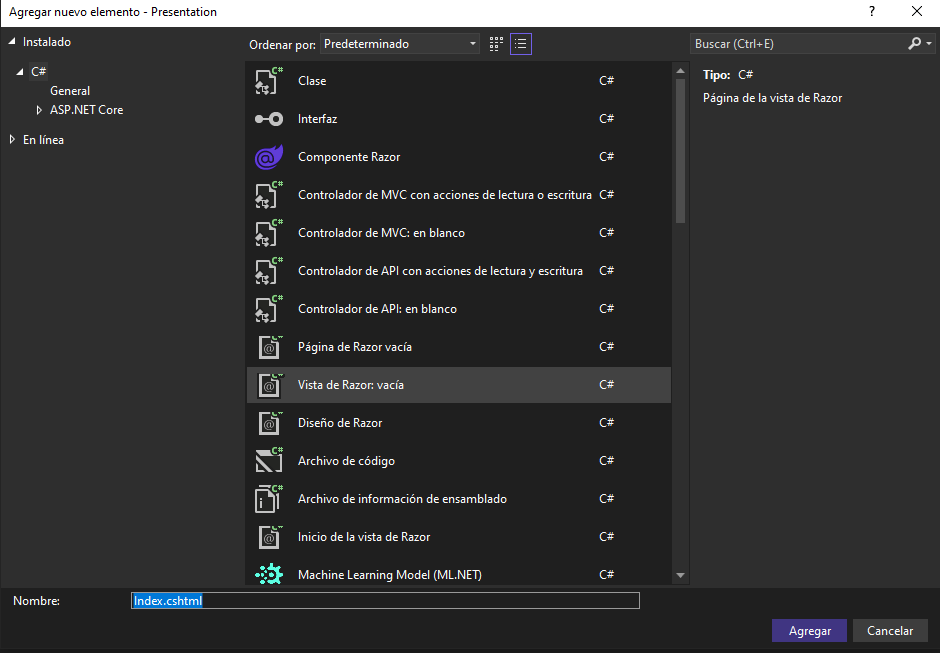 Agregar nuevo elemento - Presentation
?
Instalado
C#
General
ASP.NET Core
En línea
Ordenar por: Predeterminado
Clase C#
Interfaz C#
Componente Razor C#
Controlador de MVC con acciones de lectura o escritura C#
Controlador de MVC: en blanco C#
Controlador de API con acciones de lectura y escritura C#
Controlador de API: en blanco C#
Página de Razor vacía C#
Vista de Razor: vacía C#
Diseño de Razor C#
Archivo de código C#
Archivo de información de ensamblado C#
Inicio de la vista de Razor C#
Machine Learning Model (ML.NET) C#
Buscar (Ctrl+E)
Tipo: C#
Página de la vista de Razor
Nombre: Index.cshtml
Agregar Cancelar